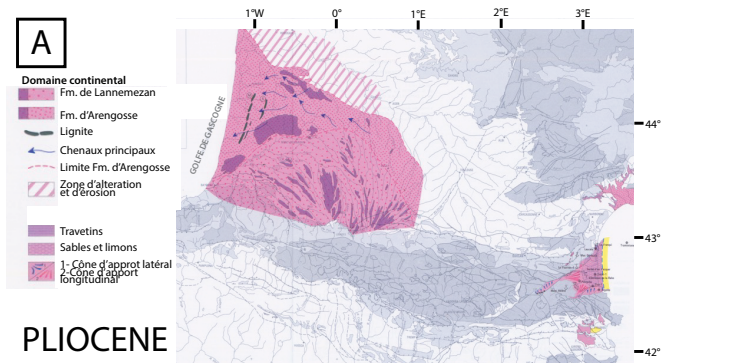 A
1°W
0°
1°E
2°E
3°E
Domaine continental
Fm. de Lannemezan
Fm. d'Arengosse
Lignite
Chenaux principaux
Limite Fm. d'Arengosse
Zone d'alteration
et d'érosion
Travetins
Sables et limons
1- Cône d'approt latéral
2-Cône d'apport
longitudinal
PLIOCENE
GOLFE DE GASCOGNE
44°
43°
42°